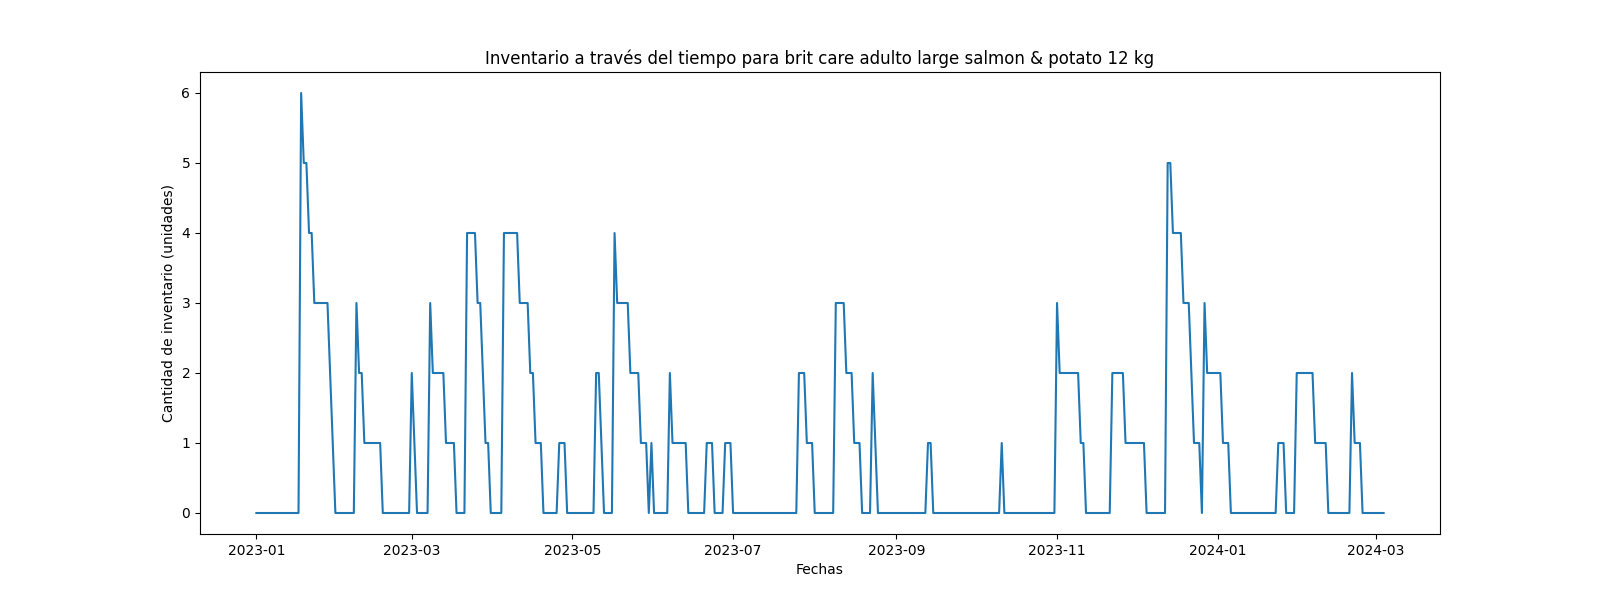 Inventario a través del tiempo para brit care adulto large salmon & potato 12 kg
Cantidad de inventario (unidades)
6
5
4
3
2
1
0
2023-01 2023-03 2023-05 2023-07 2023-09 2023-11 2024-01 2024-03
Fechas